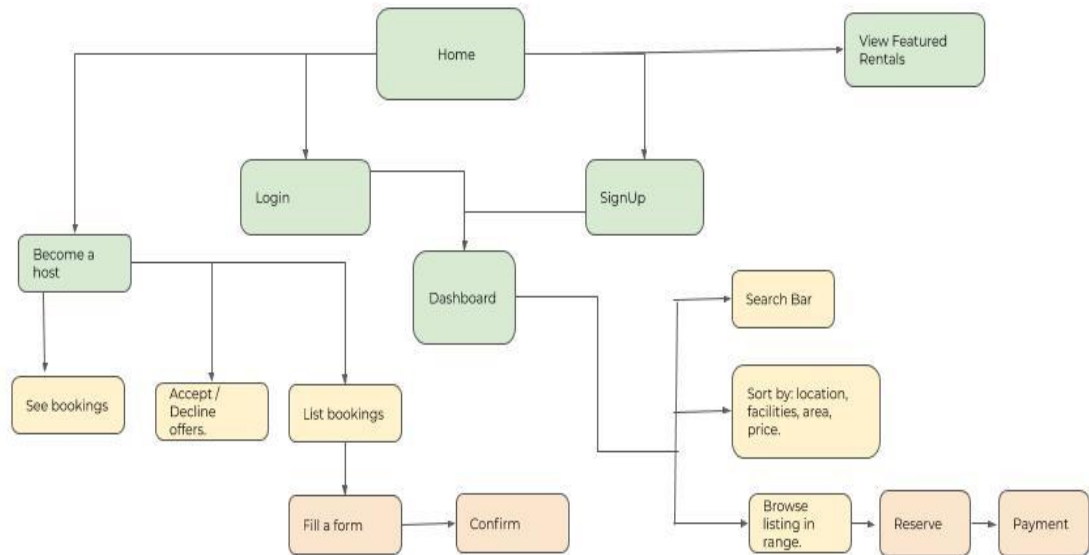 Home
View Featured
Rentals
Login
SignUp
Become a
host
Dashboard
Search Bar
See bookings
Accept /
Decline
offers.
List bookings
Sort by: location,
facilities, area,
price.
Fill a form
Confirm
Browse
listing in
range.
Reserve
Payment